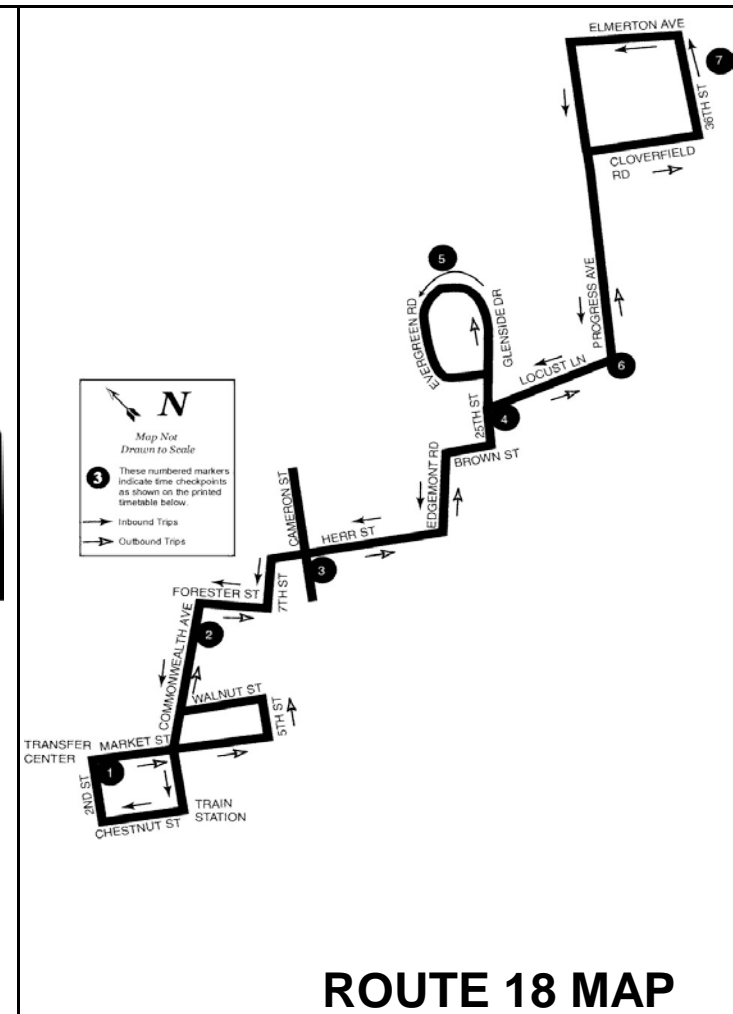 ELMERTON AVE
7
36TH ST
CLOVERFIELD
RD
5
EVERGREEN RD
GLENSIDE DR
PROGRESS AVE
LOCUST LN
6
25TH ST
4
N
Map Not
Drawn to Scale
3
These numbered markers
indicate time checkpoints
as shown on the printed
timetable below.
Inbound Trips
Outbound Trips
EDGEMONT RD
BROWN ST
CAMERON ST
HERR ST
3
7TH ST
FORESTER ST
COMMONWEALTH AVE
2
WALNUT ST
5TH ST
TRANSFER
CENTER
MARKET ST
1
2ND ST
CHESTNUT ST
TRAIN
STATION
ROUTE 18 MAP